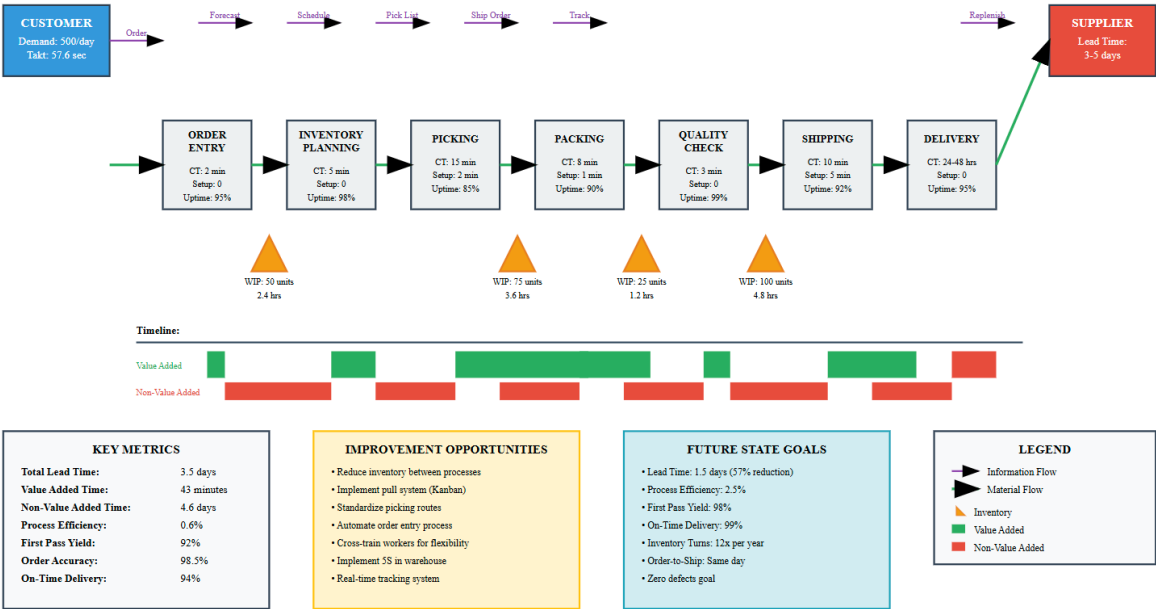 CUSTOMER
Demand: 500/day
Takt: 57.6 sec
Order
Forecast
Schedule
Pick List
Ship Order
Track
Replenish
SUPPLIER
Lead Time:
3-5 days
ORDER
ENTRY
CT: 2 min
Setup: 0
Uptime: 95%
INVENTORY
PLANNING
CT: 5 min
Setup: 0
Uptime: 98%
PICKING
CT: 15 min
Setup: 2 min
Uptime: 85%
PACKING
CT: 8 min
Setup: 1 min
Uptime: 90%
QUALITY
CHECK
CT: 3 min
Setup: 0
Uptime: 99%
SHIPPING
CT: 10 min
Setup: 5 min
Uptime: 92%
DELIVERY
CT: 24-48 hrs
Setup: 0
Uptime: 95%
WIP: 50 units
2.4 hrs
WIP: 75 units
3.6 hrs
WIP: 25 units
1.2 hrs
WIP: 100 units
4.8 hrs
Timeline:
Value Added
Non-Value Added
KEY METRICS
Total Lead Time: 3.5 days
Value Added Time: 43 minutes
Non-Value Added Time: 4.6 days
Process Efficiency: 0.6%
First Pass Yield: 92%
Order Accuracy: 98.5%
On-Time Delivery: 94%
IMPROVEMENT OPPORTUNITIES
• Reduce inventory between processes
• Implement pull system (Kanban)
• Standardize picking routes
• Automate order entry process
• Cross-train workers for flexibility
• Implement 5S in warehouse
• Real-time tracking system
FUTURE STATE GOALS
• Lead Time: 1.5 days (57% reduction)
• Process Efficiency: 2.5%
• First Pass Yield: 98%
• On-Time Delivery: 99%
• Inventory Turns: 12x per year
• Order-to-Ship: Same day
• Zero defects goal
LEGEND
Information Flow
Material Flow
Inventory
Value Added
Non-Value Added